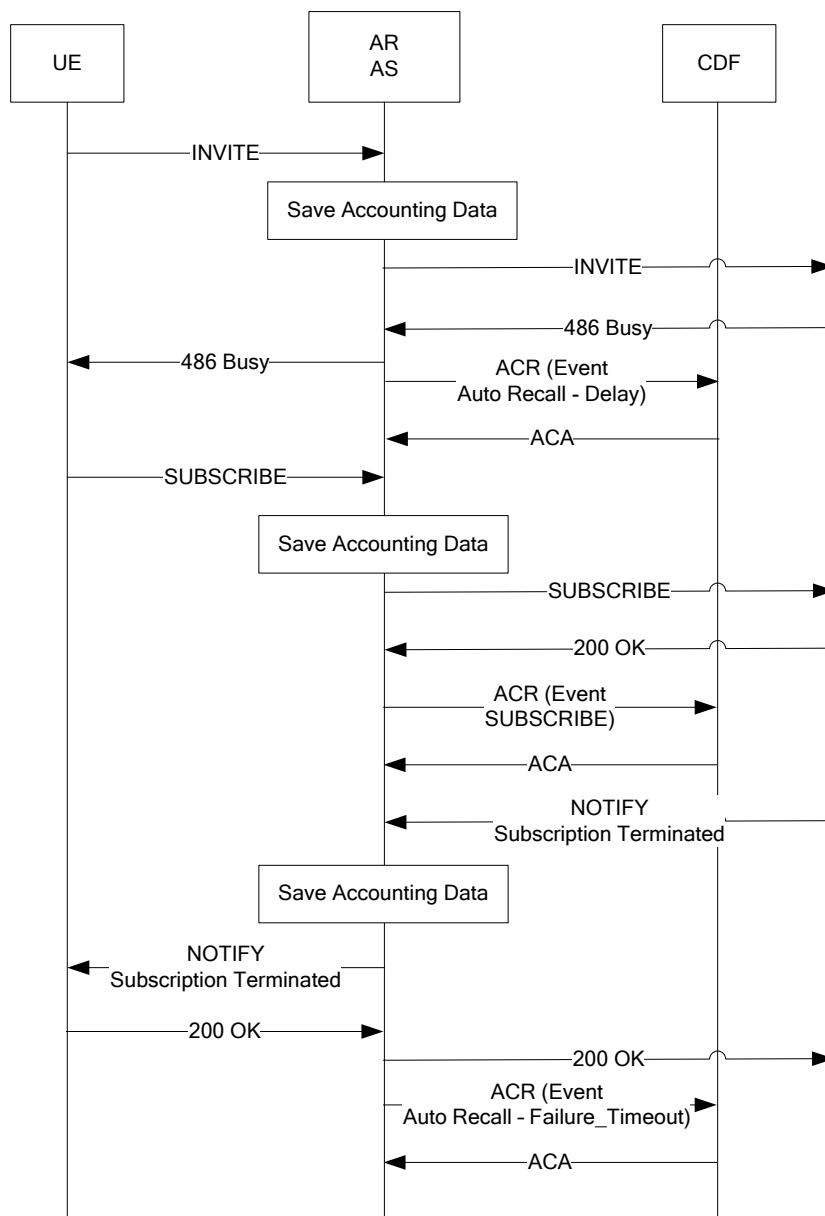 UE
AR
AS
CDF
INVITE
Save Accounting Data
INVITE
486 Busy
486 Busy
ACR (Event
Auto Recall - Delay)
ACA
SUBSCRIBE
Save Accounting Data
SUBSCRIBE
200 OK
ACR (Event
SUBSCRIBE)
ACA
NOTIFY
Subscription Terminated
Save Accounting Data
NOTIFY
Subscription Terminated
200 OK
200 OK
ACR (Event
Auto Recall - Failure_Timeout)
ACA